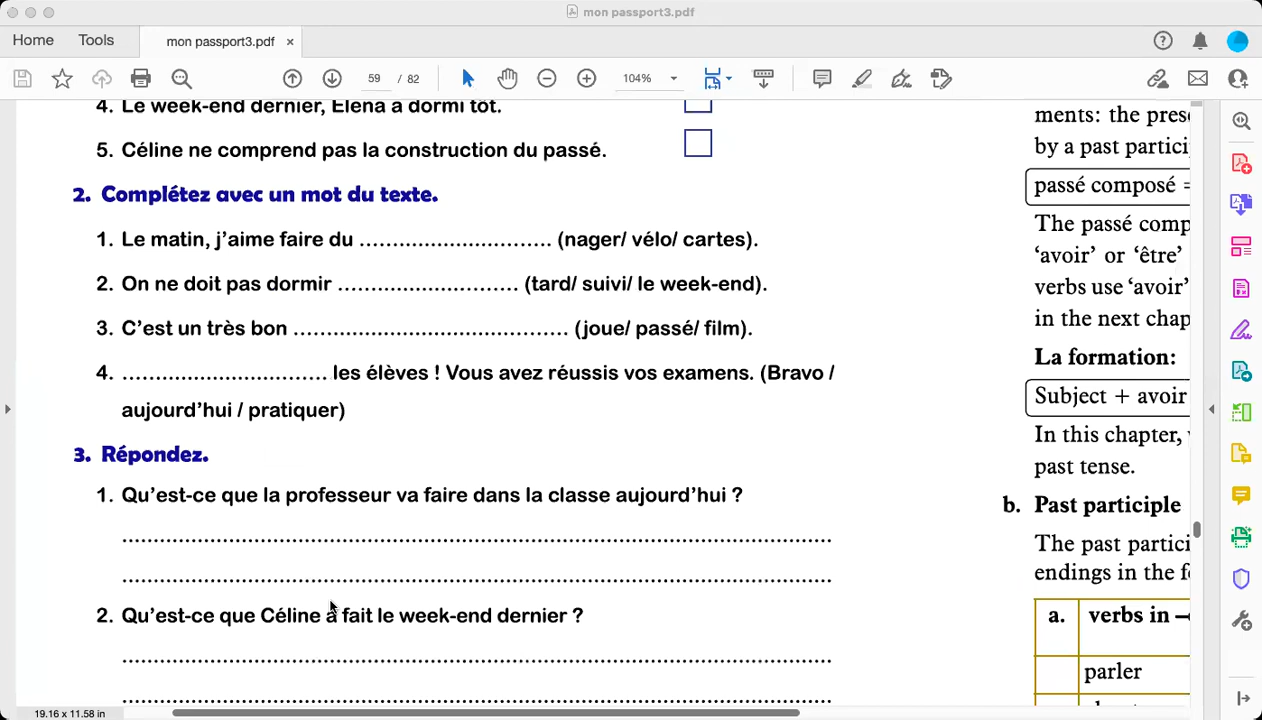 mon passport3.pdf
Home Tools mon passport3.pdf ×
59 / 82 104%
4. Le week-end dernier, Elena a dormi tôt.
5. Céline ne comprend pas la construction du passé.
2. Complétez avec un mot du texte.
1. Le matin, j’aime faire du ............................. (nager/ vélo/ cartes).
2. On ne doit pas dormir ........................... (tard/ suivi/ le week-end).
3. C’est un très bon ......................................... (joue/ passé/ film).
4. ............................... les élèves ! Vous avez réussis vos examens. (Bravo /
aujourd’hui / pratiquer)
3. Répondez.
1. Qu’est-ce que la professeur va faire dans la classe aujourd’hui ?
2. Qu’est-ce que Céline a fait le week-end dernier ?
19.16 x 11.58 in
ments: the
by a past
passé composé =
The passé
‘avoir’ or ‘être’
verbs use ‘avoir’
in the next
La formation:
Subject + avoir
In this chapter,
past tense.
b. Past participle
The past
endings in the
a. verbs in
parler